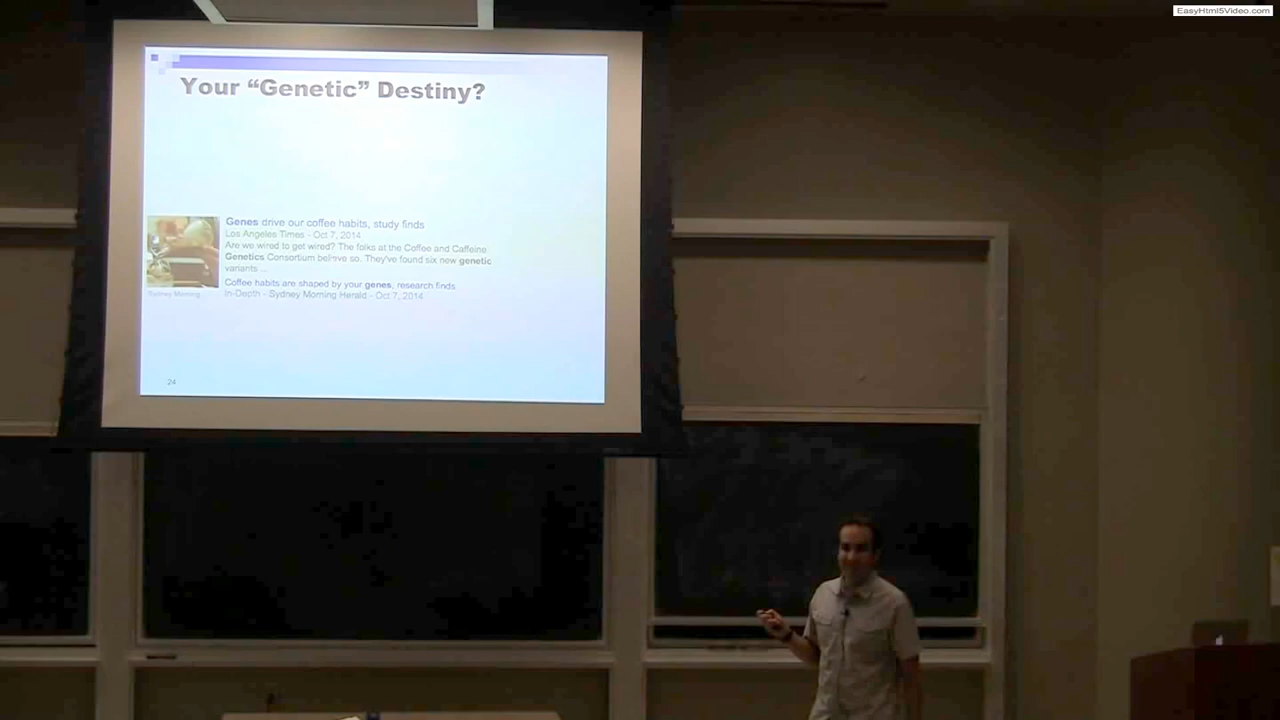 EasyHtml5Video.com
Your “Genetic” Destiny?
Genes drive our coffee habits, study finds
Los Angeles Times - Oct 7, 2014
Are we wired to get wired? The folks at the Coffee and Caffeine
Genetics Consortium believe so. They've found six new genetic
variants ...
Coffee habits are shaped by your genes, research finds
In-Depth - Sydney Morning Herald - Oct 7, 2014
Sydney Morning
24